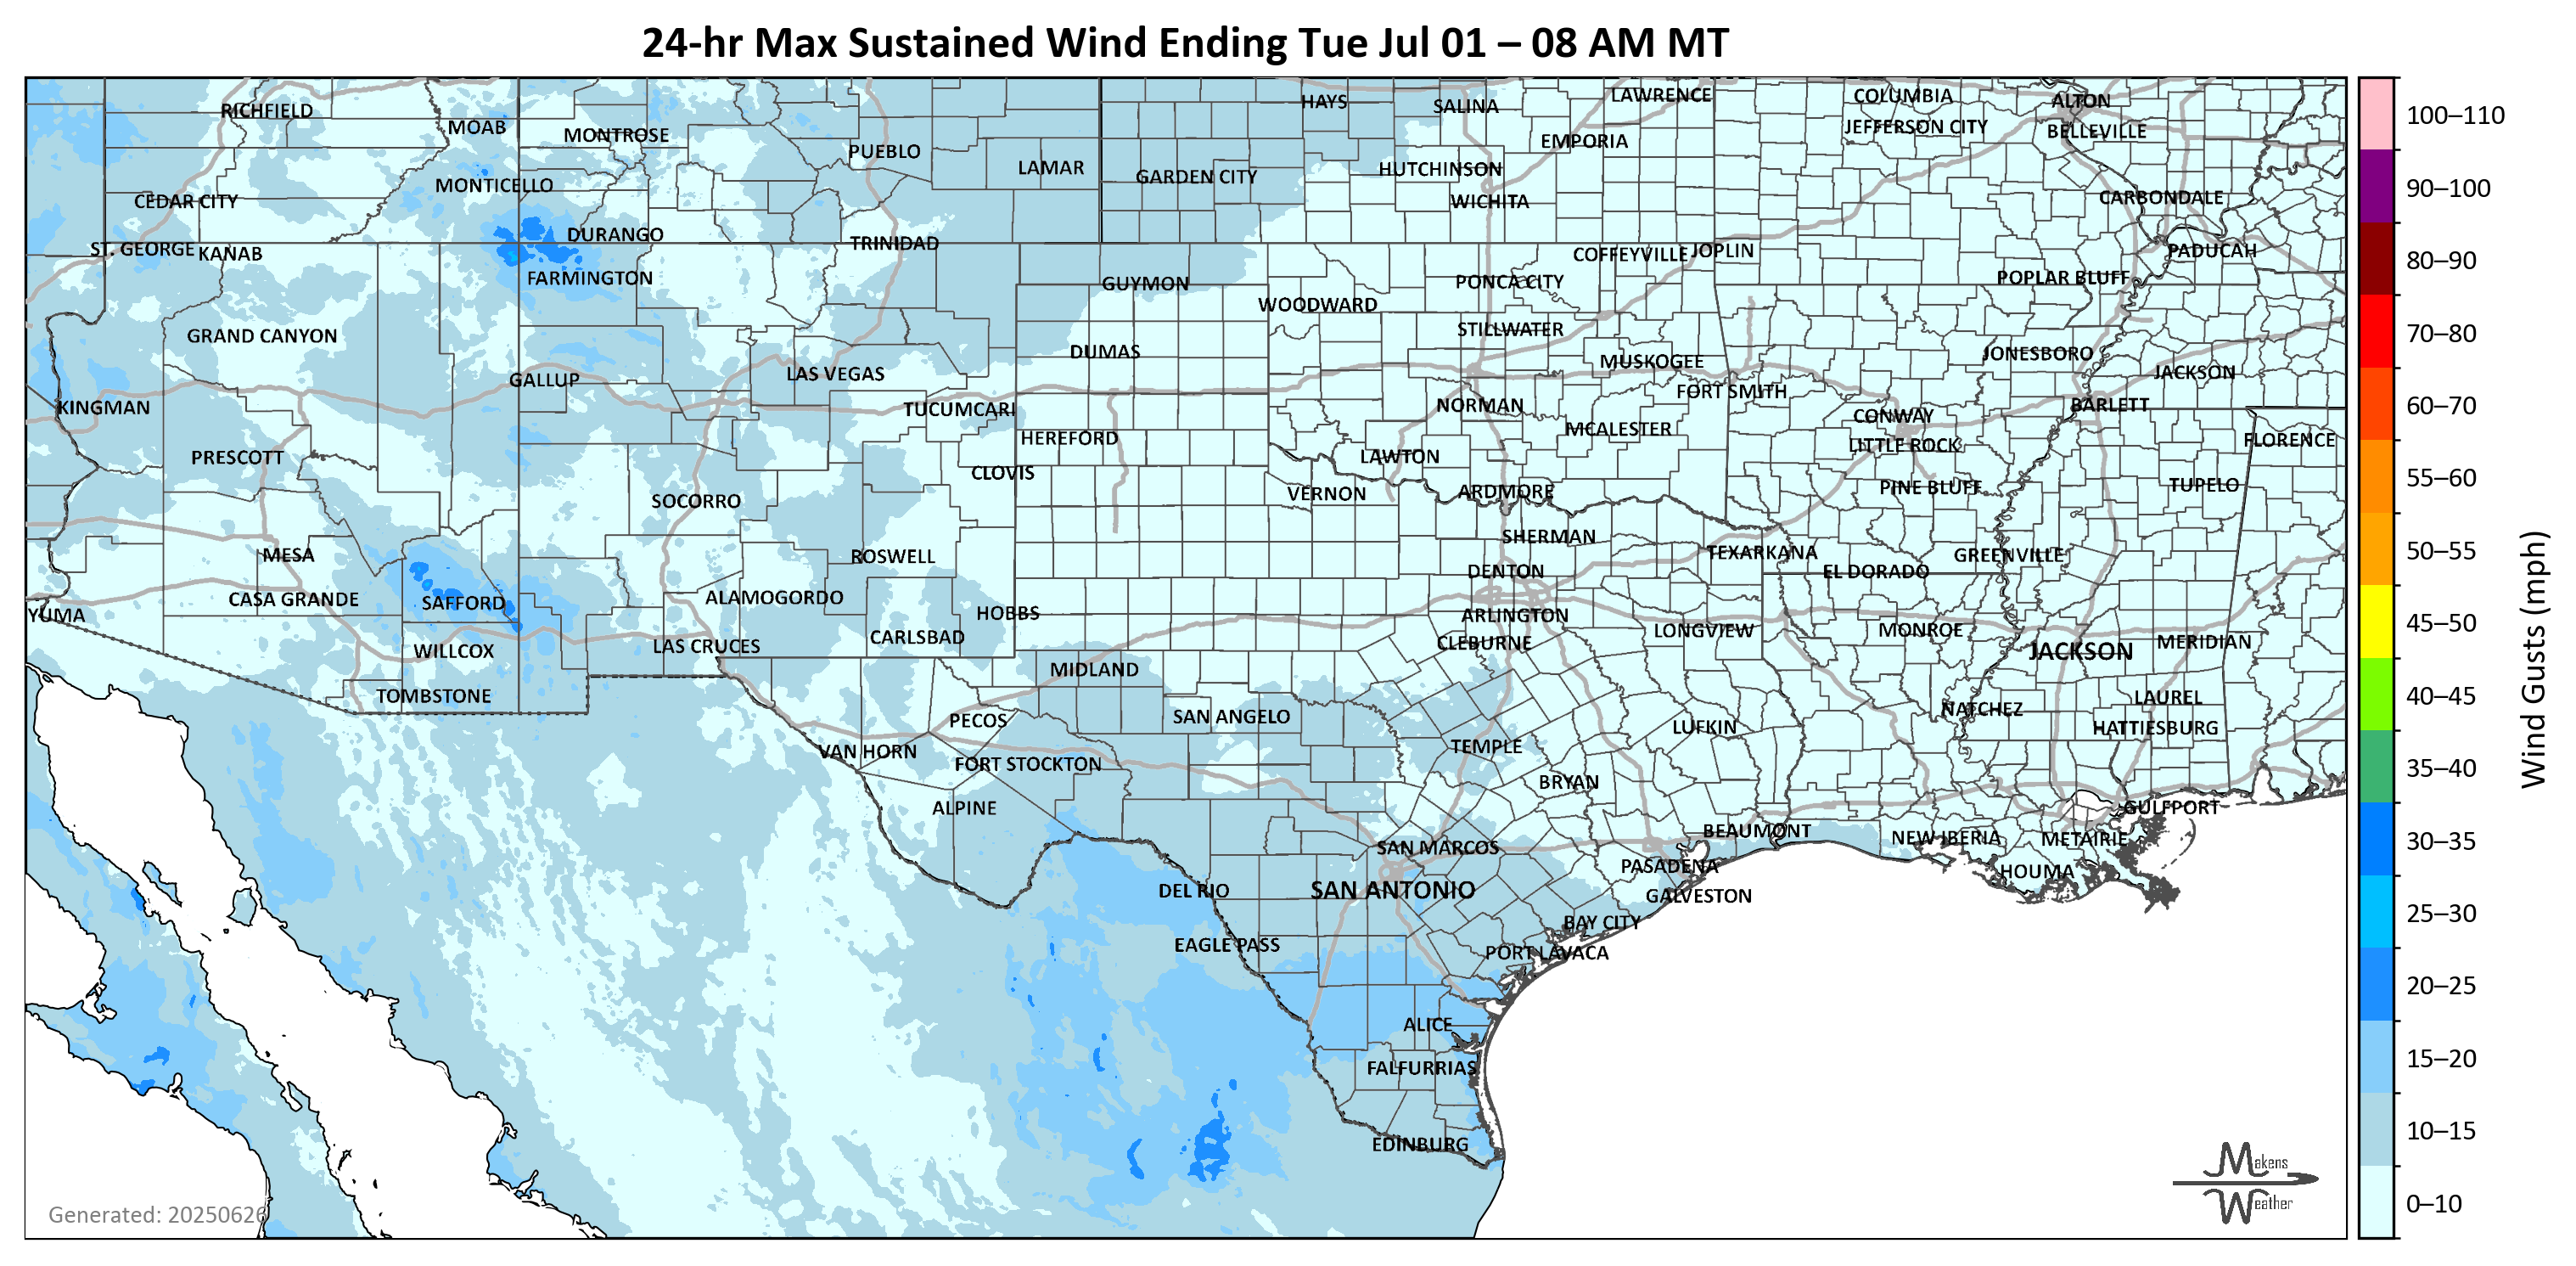 24-hr Max Sustained Wind Ending Tue Jul 01 – 08 AM MT
RICHFIELD
MOAB
MONTROSE
PUEBLO
LAMAR
HAYS
SALINA
LAWRENCE
COLUMBIA
ALTON
JEFFERSON CITY
BELLEVILLE
EMPORIA
HUTCHINSON
GARDEN CITY
MONTICELLO
CEDAR CITY
WICHITA
CARBONDALE
DURANGO
TRINIDAD
ST. GEORGE
KANAB
COFFEYVILLE
JOPLIN
PADUCAH
FARMINGTON
GUYMON
PONCA CITY
POPLAR BLUFF
WOODWARD
GRAND CANYON
STILLWATER
DUMAS
MUSKOGEE
JONESBORO
JACKSON
GALLUP
LAS VEGAS
FORT SMITH
KINGMAN
TUCUMCARI
NORMAN
CONWAY
BARLETT
HEREFORD
MCALESTER
LITTLE ROCK
FLORENCE
PRESCOTT
CLOVIS
LAWTON
SOCORRO
VERNON
ARDMORE
PINE BLUFF
TUPELO
SHERMAN
MESA
ROSWELL
TEXARKANA
GREENVILLE
DENTON
EL DORADO
CASA GRANDE
SAFFORD
ALAMOGORDO
YUMA
HOBBS
ARLINGTON
LAS CRUCES
CARLSBAD
CLEBURNE
LONGVIEW
MONROE
MERIDIAN
WILLCOX
JACKSON
MIDLAND
TOMBSTONE
LAUREL
PECOS
SAN ANGELO
NATCHEZ
LUFKIN
HATTIESBURG
VAN HORN
FORT STOCKTON
TEMPLE
BRYAN
ALPINE
GULFPORT
BEAUMONT
NEW IBERIA
METAIRIE
SAN MARCOS
PASADENA
HOUMA
DEL RIO
SAN ANTONIO
GALVESTON
BAY CITY
EAGLE PASS
PORT LAVACA
ALICE
FALFURRIAS
EDINBURG
Generated: 20250626
Makens
Weather
100–110
90–100
80–90
70–80
60–70
55–60
50–55
45–50
40–45
35–40
30–35
25–30
20–25
15–20
10–15
0–10
Wind Gusts (mph)